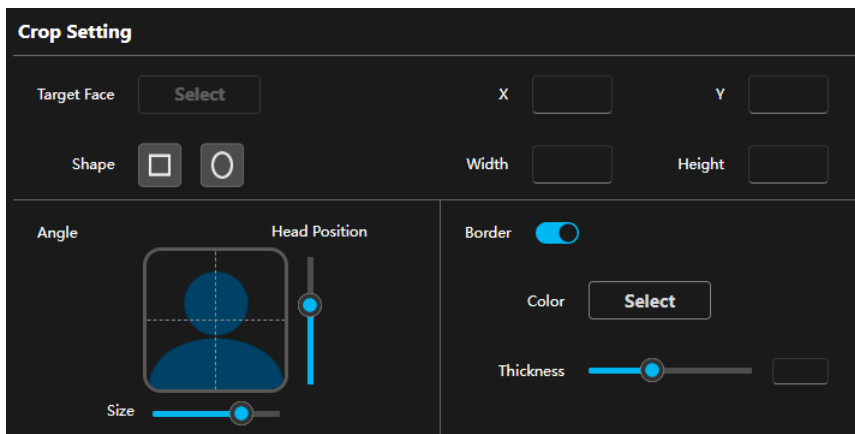 Crop Setting
Target Face Select X Y
Shape Width Height
Angle Head Position Border
Color Select
Thickness
Size